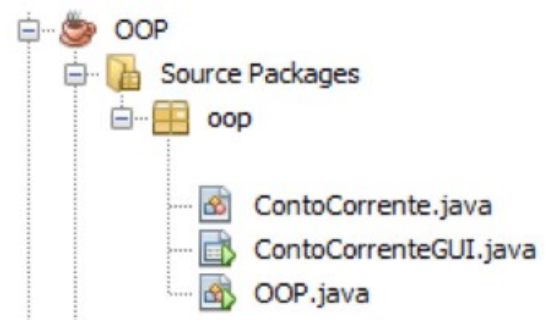 OOP
Source Packages
oop
ContoCorrente.java
ContoCorrenteGUI.java
OOP.java